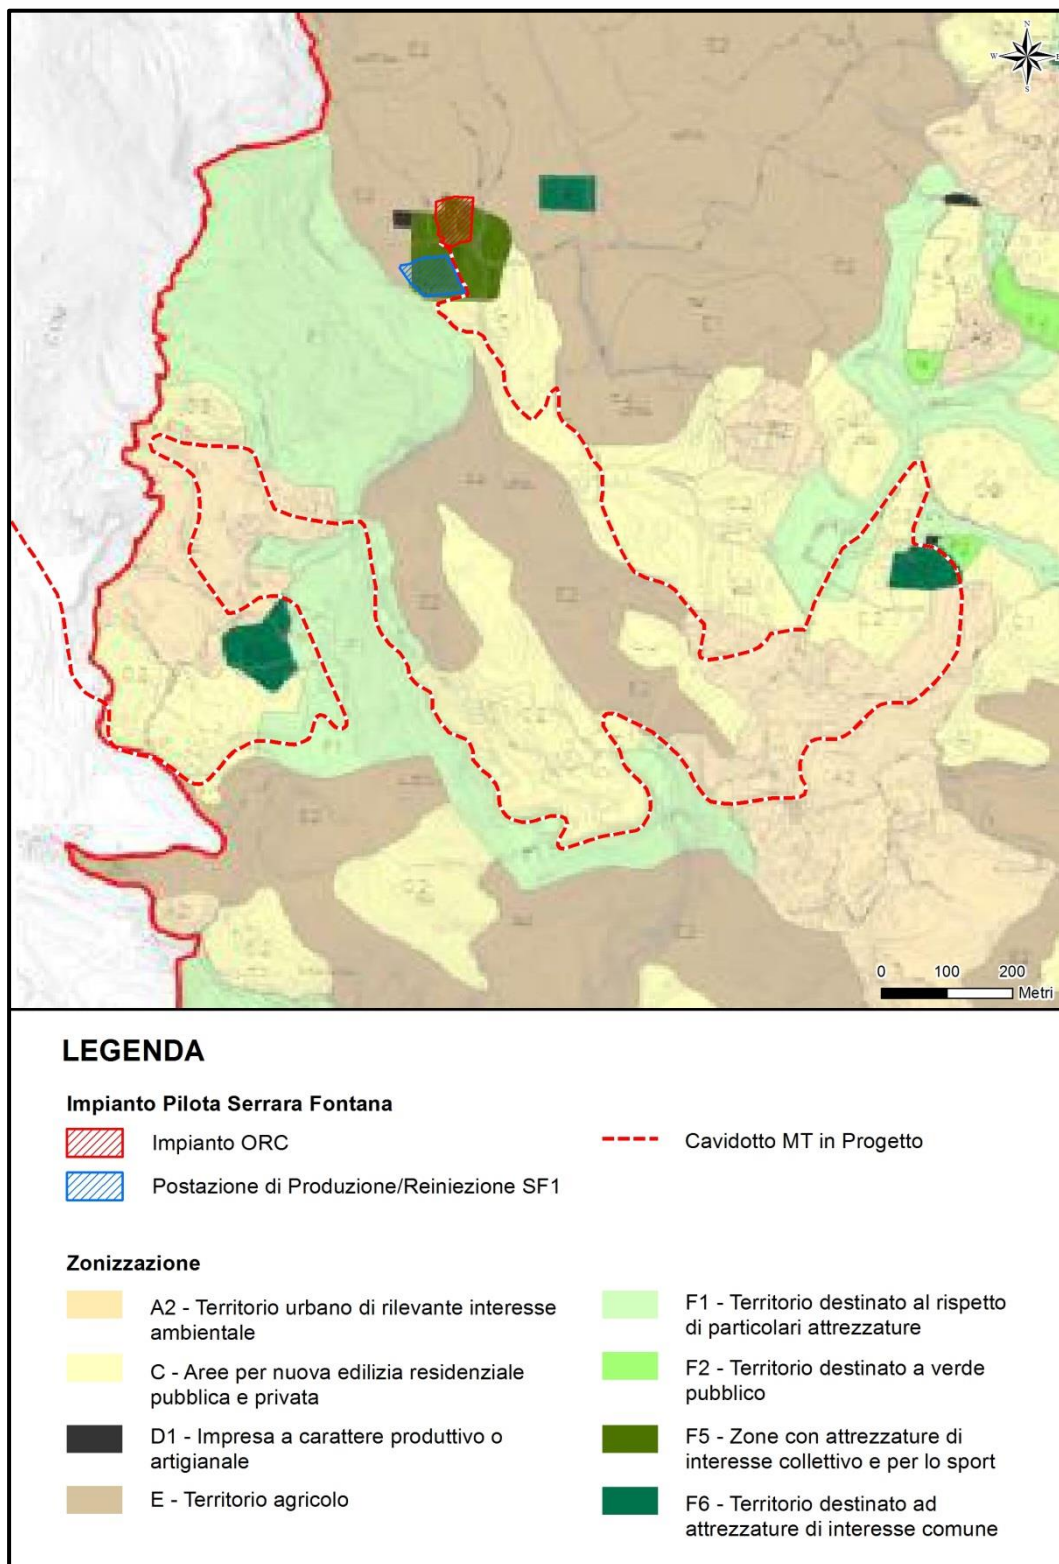 N
W
E
S
0 100 200
Metri
LEGENDA
Impianto Pilota Serrara Fontana
Impianto ORC
Cavidotto MT in Progetto
Postazione di Produzione/Reiniezione SF1
Zonizzazione
A2 - Territorio urbano di rilevante interesse
ambientale
C - Aree per nuova edilizia residenziale
pubblica e privata
D1 - Impresa a carattere produttivo o
artigianale
E - Territorio agricolo
F1 - Territorio destinato al rispetto
di particolari attrezzature
F2 - Territorio destinato a verde
pubblico
F5 - Zone con attrezzature di
interesse collettivo e per lo sport
F6 - Territorio destinato ad
attrezzature di interesse comune